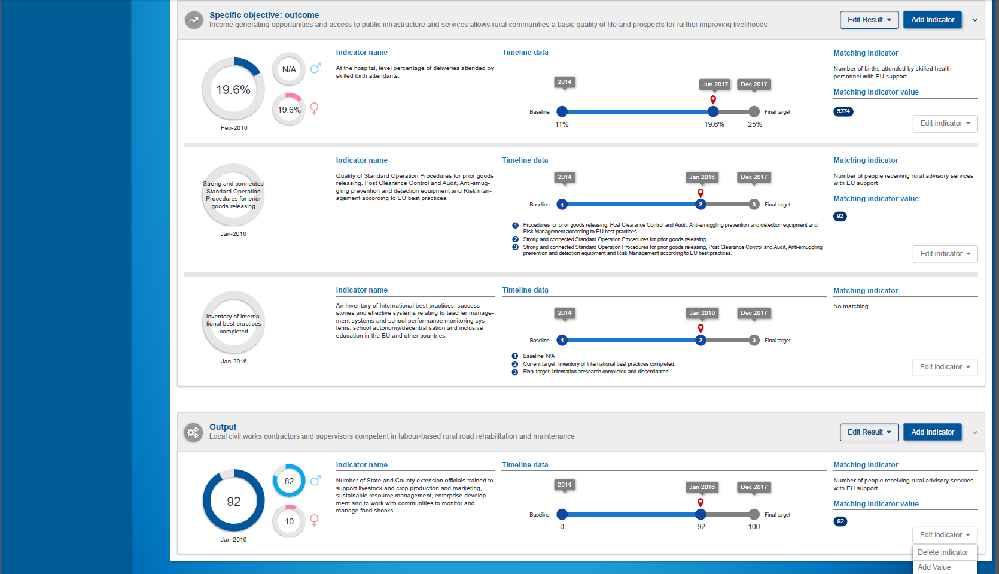 Specific objective: outcome
Income generating opportunities and access to public infrastructure and services allows rural communities a basic quality of life and prospects for further improving livelihoods
Edit Result
Add Indicator
19.6%
Feb-2016
N/A
19.6%
Indicator name
At the hospital, level percentage of deliveries attended by
skilled birth attendants.
Timeline data
2014
Jun 2017
Dec 2017
Baseline
Final target
11%
19.6%
25%
Matching indicator
Number of births attended by skilled health
personnel with EU support
Matching indicator value
5374
Edit indicator
Strong and connected
Standard Operation
Procedures for prior
goods releasing
Jan-2016
Indicator name
Quality of Standard Operation Procedures for prior goods
releasing. Post Clearance Control and Audit, Anti-smug-
gling prevention and detection equipment and Risk man-
agement according to EU best practices.
Timeline data
2014
Jan 2016
Dec 2017
Baseline
1
2
3
Final target
1 Procedures for prior goods releasing, Post Clearance Control and Audit, Anti-smuggling prevention and detection equipment and
Risk Management according to EU best practices.
2 Strong and connected Standard Operation Procedures for prior goods releasing.
3 Strong and connected Standard Operation Procedures for prior goods releasing, Post Clearance Control and Audit, Anti-smuggling
prevention and detection equipment and Risk Management according to EU best practices.
Matching indicator
Number of people receiving rural advisory services
with EU support
Matching indicator value
92
Edit indicator
Inventory of interna-
tional best practices
completed
Jan-2016
Indicator name
An Inventory of International best practices, success
stories and effective systems relating to teacher manage-
ment systems and school performance monitoring sys-
tems, school autonomy/decentralisation and inclusive
education in the EU and other countries.
Timeline data
2014
Jan 2016
Dec 2017
Baseline
1
2
3
Final target
1 Baseline: N/A
2 Current target: Inventory of International best practices completed.
3 Final target: Internation aresearch completed and disseminated.
Matching indicator
No matching
Edit indicator
Output
Local civil works contractors and supervisors competent in labour-based rural road rehabilitation and maintenance
Edit Result
Add Indicator
92
Jan-2016
82
10
Indicator name
Number of State and County extension officials trained to
support livestock and crop production and marketing,
sustainable resource management, enterprise develop-
ment and to work with communities to monitor and
manage food shocks.
Timeline data
2014
Jan 2016
Dec 2017
Baseline
Final target
0
92
100
Matching indicator
Number of people receiving rural advisory services
with EU support
Matching indicator value
92
Edit indicator
Delete indicator
Add Value